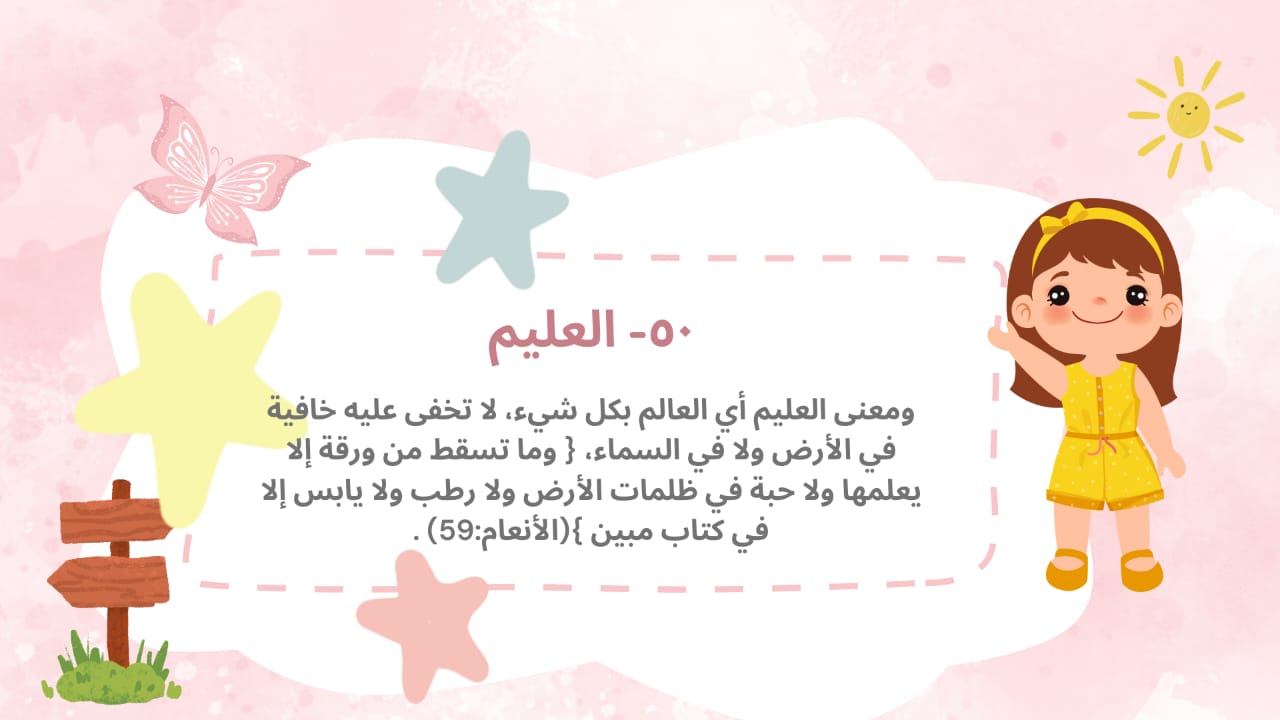 ٥٠- العليم
ومعنى العليم أي العالم بكل شيء، لا تخفى عليه خافية
في الأرض ولا في السماء، { وما تسقط من ورقة إلا
يعلمها ولا حبة في ظلمات الأرض ولا رطب ولا يابس إلا
في كتاب مبين }(الأنعام:59) .